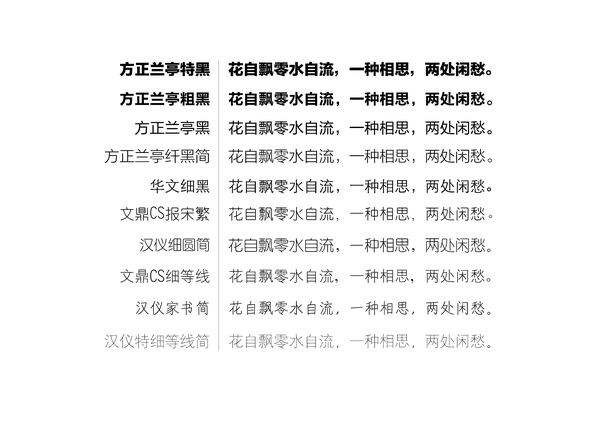 方正兰亭特黑 花自飘零水自流，一种相思，两处闲愁。
方正兰亭粗黑 花自飘零水自流，一种相思，两处闲愁。
方正兰亭黑 花自飘零水自流，一种相思，两处闲愁。
方正兰亭纤黑简 花自飘零水自流，一种相思，两处闲愁。
华文细黑 花自飘零水自流，一种相思，两处闲愁。
文鼎CS报宋繁 花自飘零水自流，一种相思，两处闲愁。
汉仪细圆简 花自飘零水自流，一种相思，两处闲愁。
文鼎CS细等线 花自飘零水自流，一种相思，两处闲愁。
汉仪家书简 花自飘零水自流，一种相思，两处闲愁。
汉仪特细等线简 花自飘零水自流，一种相思，两处闲愁。